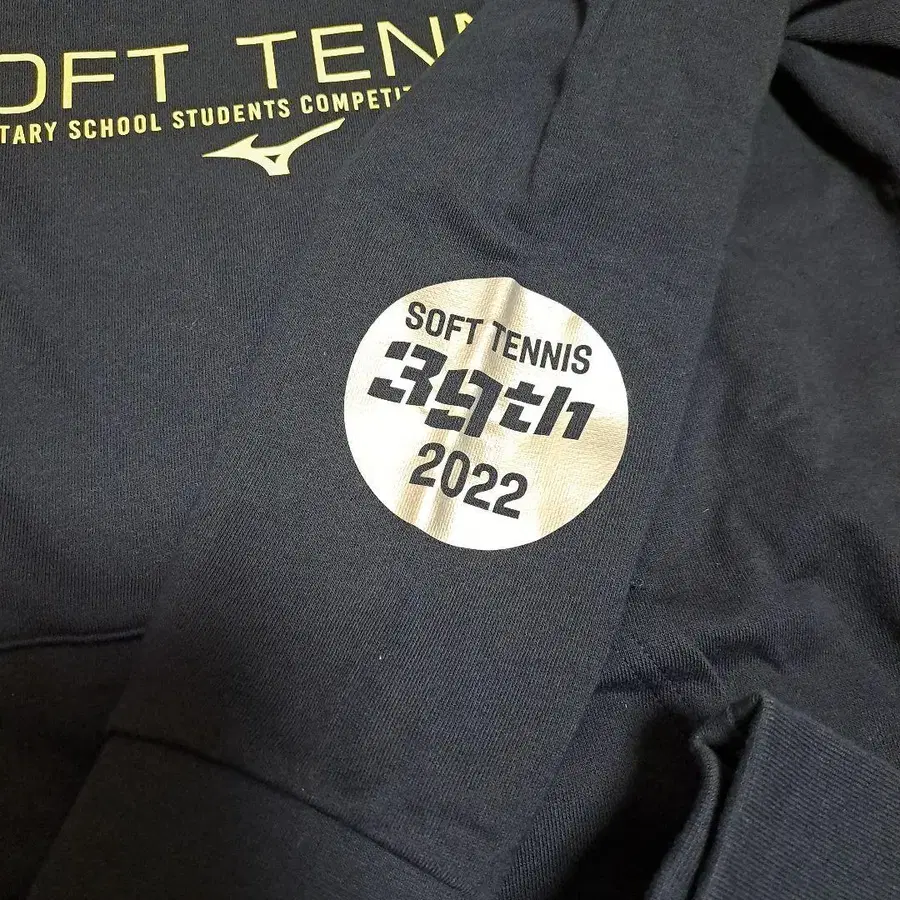 OFT TENN
TARY SCHOOL STUDENTS COMPETIT
SOFT TENNIS
39th
2022